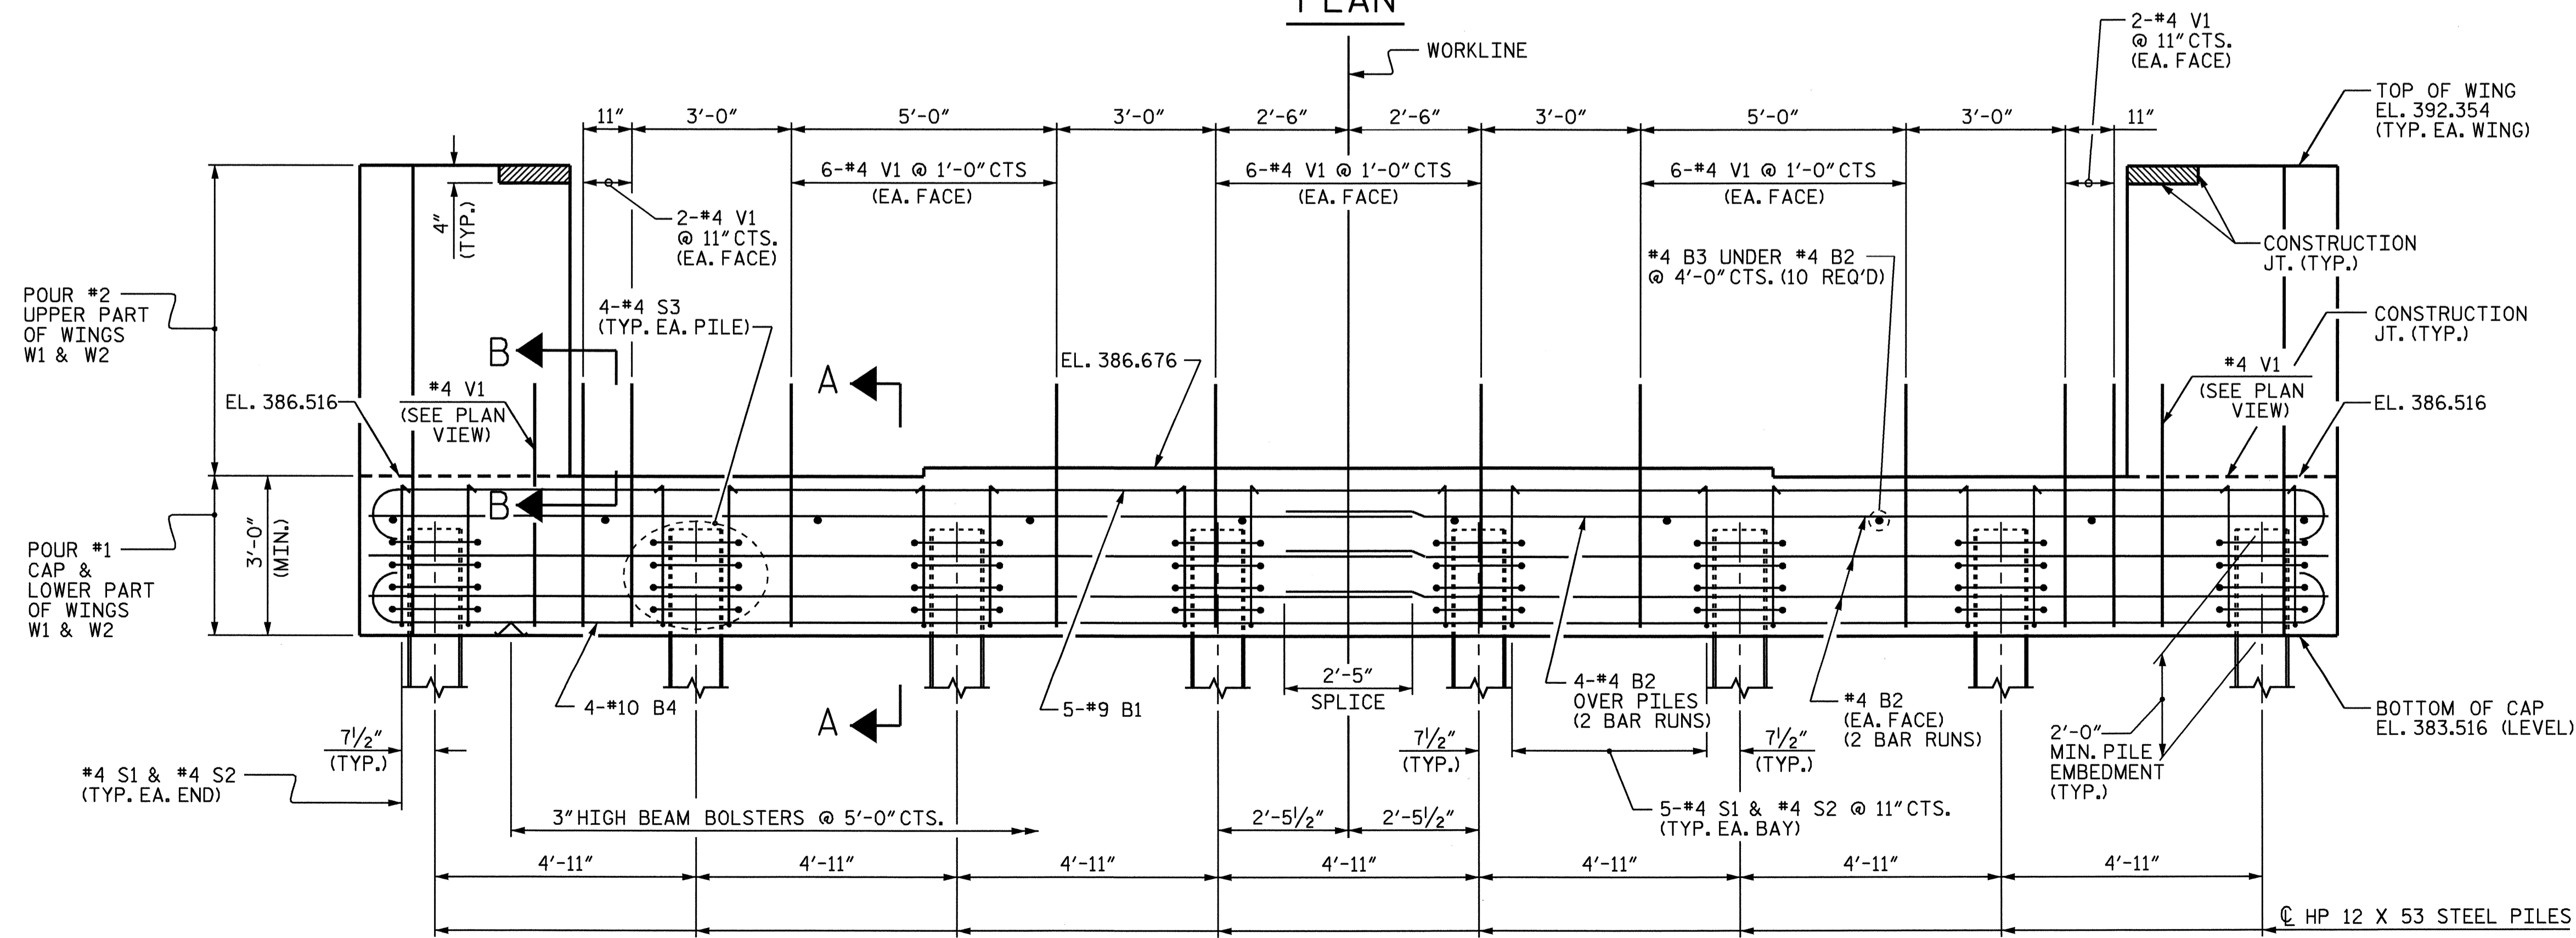 PLAN
WORKLINE
2-#4 V1
@ 11" CTS.
(EA. FACE)
TOP OF WING
EL. 392.354
(TYP. EA. WING)
11" 3'-0" 5'-0" 3'-0" 2'-6" 2'-6" 3'-0" 5'-0" 3'-0" 11"
6-#4 V1 @ 1'-0" CTS
(EA. FACE)
6-#4 V1 @ 1'-0" CTS
(EA. FACE)
6-#4 V1 @ 1'-0" CTS
(EA. FACE)
4"
(TYP.)
2-#4 V1
@ 11" CTS.
(EA. FACE)
CONSTRUCTION
JT. (TYP.)
#4 B3 UNDER #4 B2
@ 4'-0" CTS. (10 REQ'D)
POUR #2
UPPER PART
OF WINGS
W1 & W2
4-#4 S3
(TYP. EA. PILE)
CONSTRUCTION
JT. (TYP.)
B
A
EL. 386.676
#4 V1
(SEE PLAN
VIEW)
EL. 386.516
#4 V1
(SEE PLAN
VIEW)
EL. 386.516
B
3'-0"
(MIN.)
POUR #1
CAP &
LOWER PART
OF WINGS
W1 & W2
2'-5"
SPLICE
4-#10 B4
5-#9 B1
4-#4 B2
OVER PILES
(2 BAR RUNS)
#4 B2
(EA. FACE)
(2 BAR RUNS)
BOTTOM OF CAP
EL. 383.516 (LEVEL)
A
2'-0"
MIN. PILE
EMBEDMENT
(TYP.)
7½"
(TYP.)
7½"
(TYP.)
7½"
(TYP.)
#4 S1 & #4 S2
(TYP. EA. END)
3" HIGH BEAM BOLSTERS @ 5'-0" CTS.
2'-5½" 2'-5½"
5-#4 S1 & #4 S2 @ 11" CTS.
(TYP. EA. BAY)
4'-11" 4'-11" 4'-11" 4'-11" 4'-11" 4'-11" 4'-11"
℄ HP 12 X 53 STEEL PILES